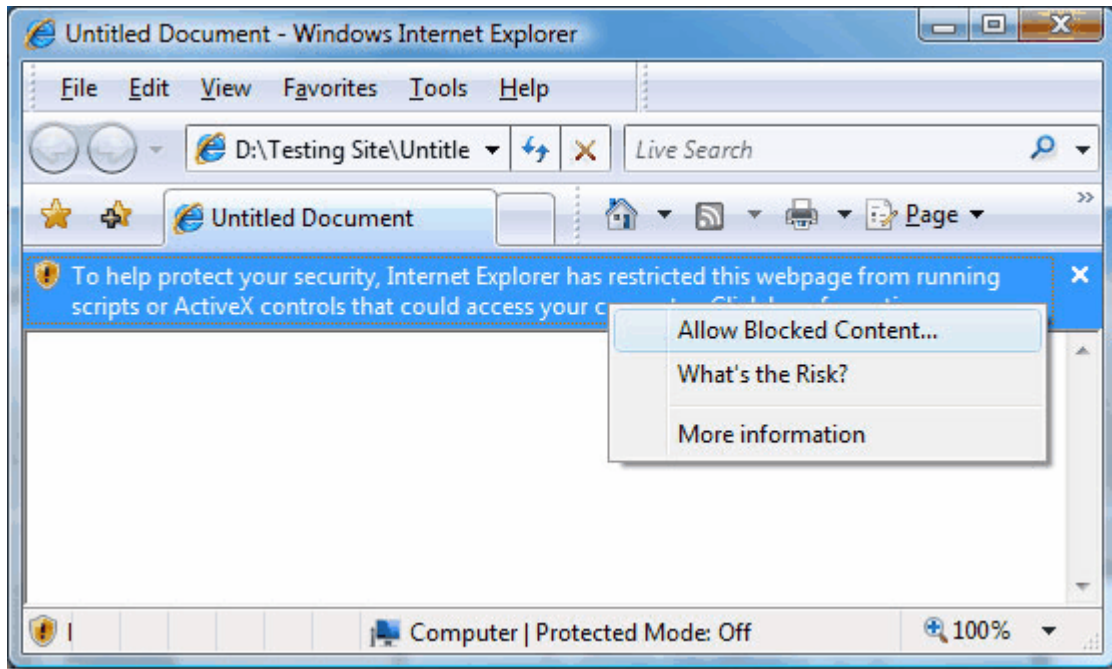 Untitled Document - Windows Internet Explorer
File Edit View Favorites Tools Help
D:\Testing Site\Untitle Live Search
Untitled Document Page
To help protect your security, Internet Explorer has restricted this webpage from running
scripts or ActiveX controls that could access your
Allow Blocked Content...
What's the Risk?
More information
Computer | Protected Mode: Off 100%